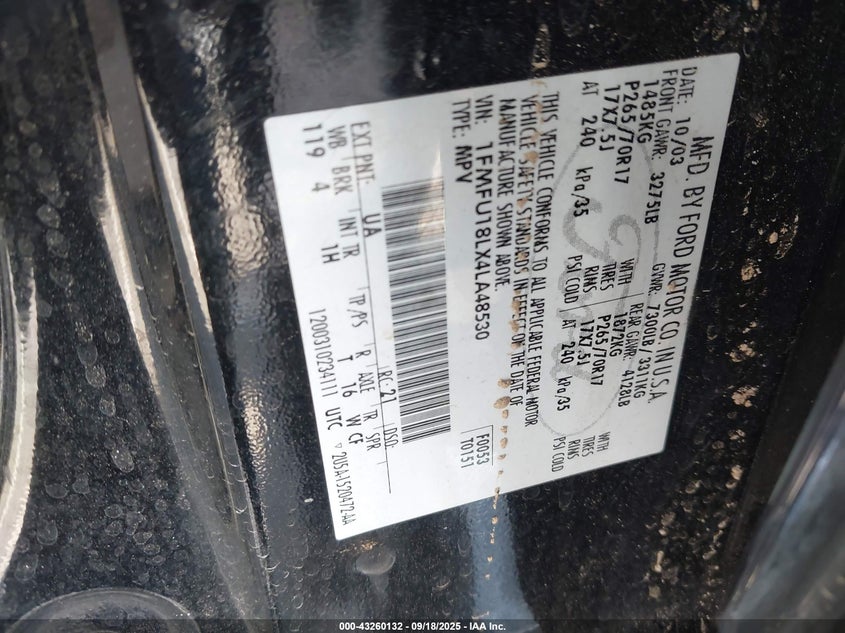 MFD. BY FORD MOTOR CO. IN U.S.A.
DATE: 10/03 GVWR: 7300LB/3311KG
FRONT GAWR: 3275LB REAR GAWR: 4128LB
1485KG WITH 1872KG WITH
P265/70R17 TIRES P265/70R17 TIRES
17X7.5J RIMS 17X7.5J RIMS
AT 240 kPa/35 PSI COLD AT 240 kPa/35 PSI COLD
THIS VEHICLE CONFORMS TO ALL APPLICABLE FEDERAL MOTOR
VEHICLE SAFETY STANDARDS IN EFFECT ON THE DATE OF
MANUFACTURE SHOWN ABOVE.
VIN: 1FMFU18LX4LA48530 F0053
TYPE: MPV T0151
EXT PNT: UA RC: 21 DSO:
WB BRK INT TR TP/PS R AXLE TR SPR
119 4 1H T 16 W CF
1200310234111 UTC 2U5A-1520472-AA
Ford
000-43260132 - 09/18/2025 - IAA Inc.